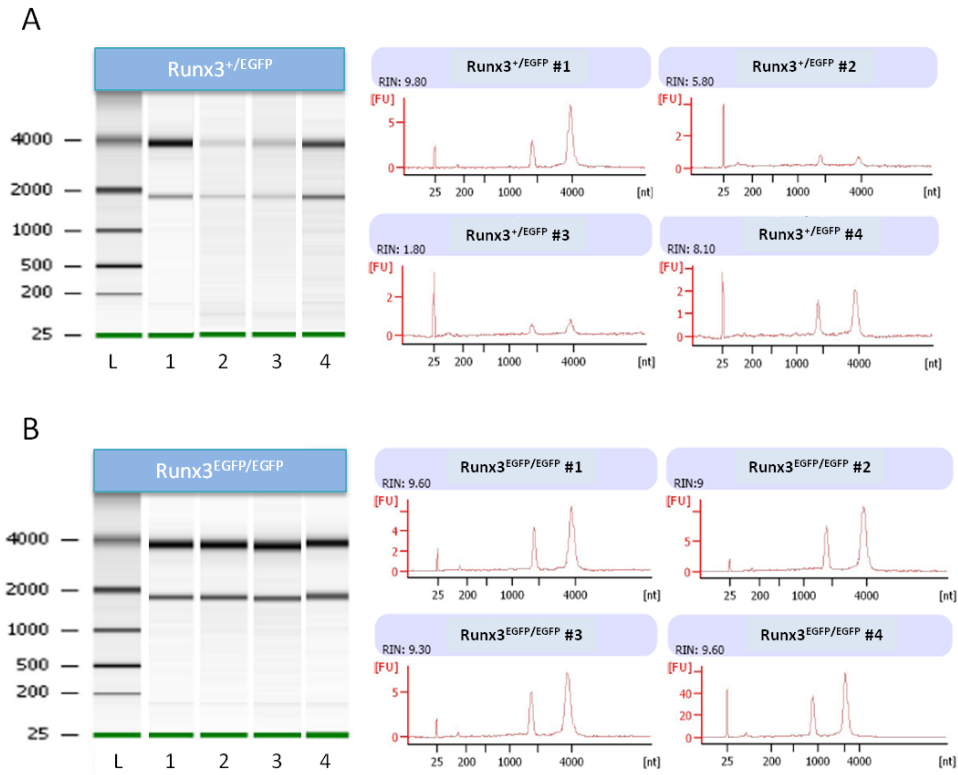 A
Runx3+/EGFP
4000
2000
1000
500
200
25
L 1 2 3 4
Runx3+/EGFP #1
RIN: 9.80
[FU]
5
0
25 200 1000 4000 [nt]
Runx3+/EGFP #2
RIN: 5.80
[FU]
2
0
25 200 1000 4000 [nt]
Runx3+/EGFP #3
RIN: 1.80
[FU]
2
0
25 200 1000 4000 [nt]
Runx3+/EGFP #4
RIN: 8.10
[FU]
2
1
0
25 200 1000 4000 [nt]
B
Runx3EGFP/EGFP
4000
2000
1000
500
200
25
L 1 2 3 4
Runx3EGFP/EGFP #1
RIN: 9.60
[FU]
4
2
0
25 200 1000 4000 [nt]
Runx3EGFP/EGFP #2
RIN:9
[FU]
5
0
25 200 1000 4000 [nt]
Runx3EGFP/EGFP #3
RIN: 9.30
[FU]
5
0
25 200 1000 4000 [nt]
Runx3EGFP/EGFP #4
RIN: 9.60
[FU]
40
20
0
25 200 1000 4000 [nt]